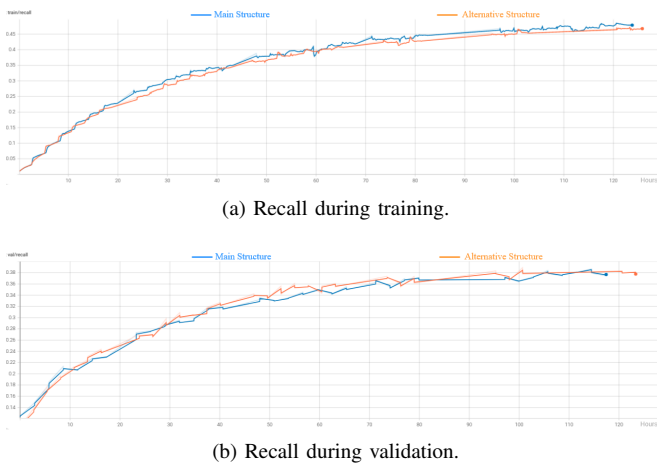 train/recall
Main Structure Alternative Structure
0.45
0.4
0.35
0.3
0.25
0.2
0.15
0.1
0.05
10 20 30 40 50 60 70 80 90 100 110 120 Hours
(a) Recall during training.
val/recall
Main Structure Alternative Structure
0.38
0.36
0.34
0.32
0.3
0.28
0.26
0.24
0.22
0.2
0.18
0.16
0.14
10 20 30 40 50 60 70 80 90 100 110 120 Hours
(b) Recall during validation.